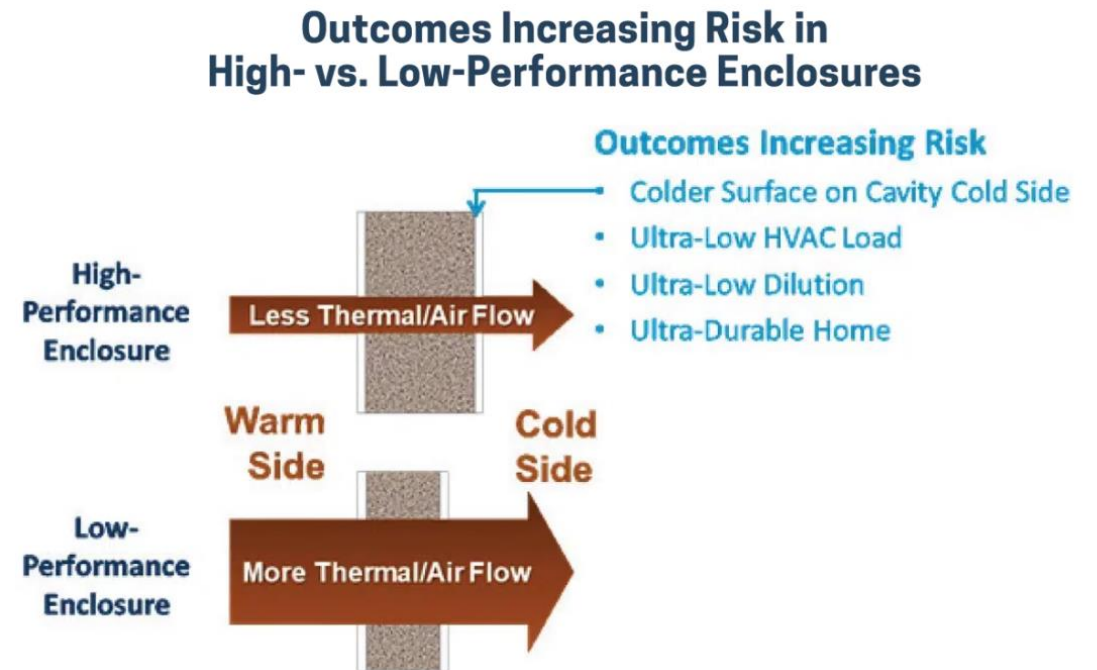 Outcomes Increasing Risk in
High- vs. Low-Performance Enclosures
Outcomes Increasing Risk
• Colder Surface on Cavity Cold Side
• Ultra-Low HVAC Load
• Ultra-Low Dilution
• Ultra-Durable Home
High-
Performance
Enclosure
Less Thermal/Air Flow
Warm
Side
Cold
Side
Low-
Performance
Enclosure
More Thermal/Air Flow